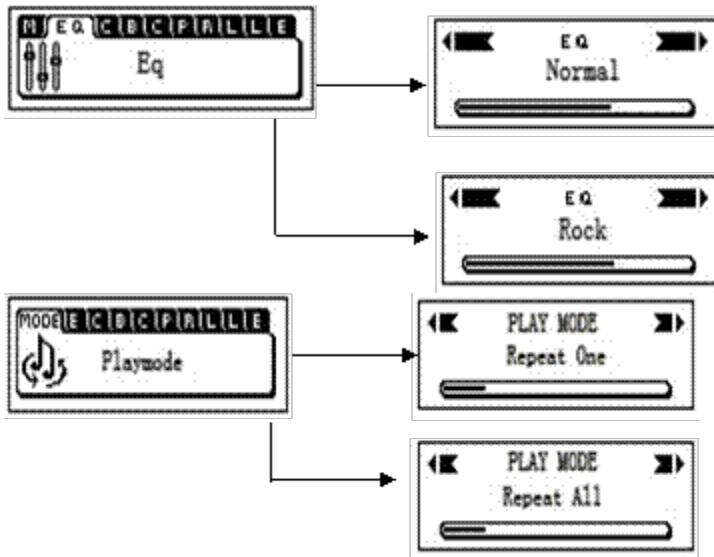 M EQ C B C P A L L E
Eq
EQ
Normal
EQ
Rock
MODE E C B C P A L L E
Playmode
PLAY MODE
Repeat One
PLAY MODE
Repeat All